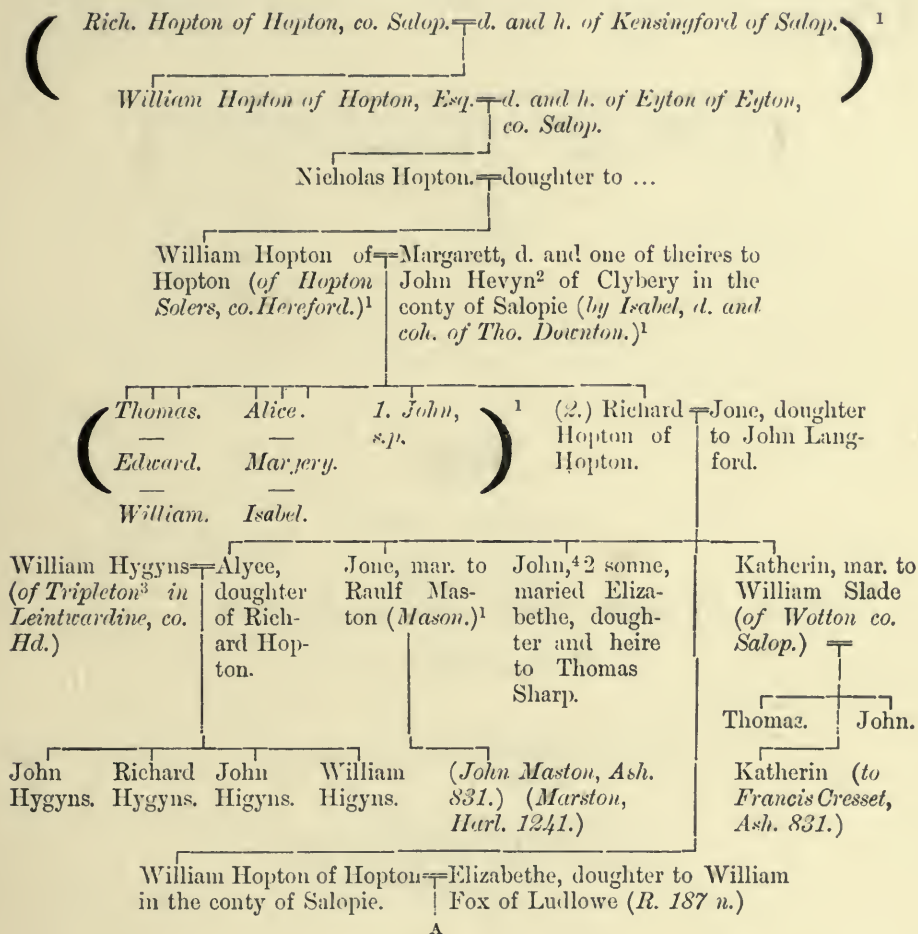 Rich. Hopton of Hopton, co. Salop.=d. and h. of Kensingford of Salop.) 1
William Hopton of Hopton, Esq.=d. and h. of Eyton of Eyton,
co. Salop.
Nicholas Hopton.=doughter to ...
William Hopton of=Margarett, d. and one of theires to
Hopton (of Hopton John Hevyn2 of Clybery in the
Solers, co. Hereford.)1 conty of Salopie (by Isabel, d. and
coh. of Tho. Downton.)1
(Thomas. Alice. 1. John, )1 (2.) Richard=Jone, doughter
— — s.p. Hopton of to John Lang-
Edward. Margery. Hopton. ford.
— —
William. Isabel.
William Hygyns=Alyce, Jone, mar. to John,4 2 sonne, Katherin, mar. to
(of Tripleton3 in doughter Raulf Mas- maried Eliza- William Slade
Leintwardine, co. of Rich- ton (Mason.)1 bethe, dough- (of Wotton co.
Hd.) ard Hop- ter and heire Salop.)=
ton. to Thomas
Sharp.
Thomas. John.
John Richard John William (John Maston, Ash. Katherin (to
Hygyns. Hygyns. Higyns. Higyns. 831.) (Marston, Francis Cresset,
Harl. 1241.) Ash. 831.)
William Hopton of Hopton=Elizabethe, doughter to William
in the conty of Salopie. Fox of Ludlowe (R. 187 n.)
A